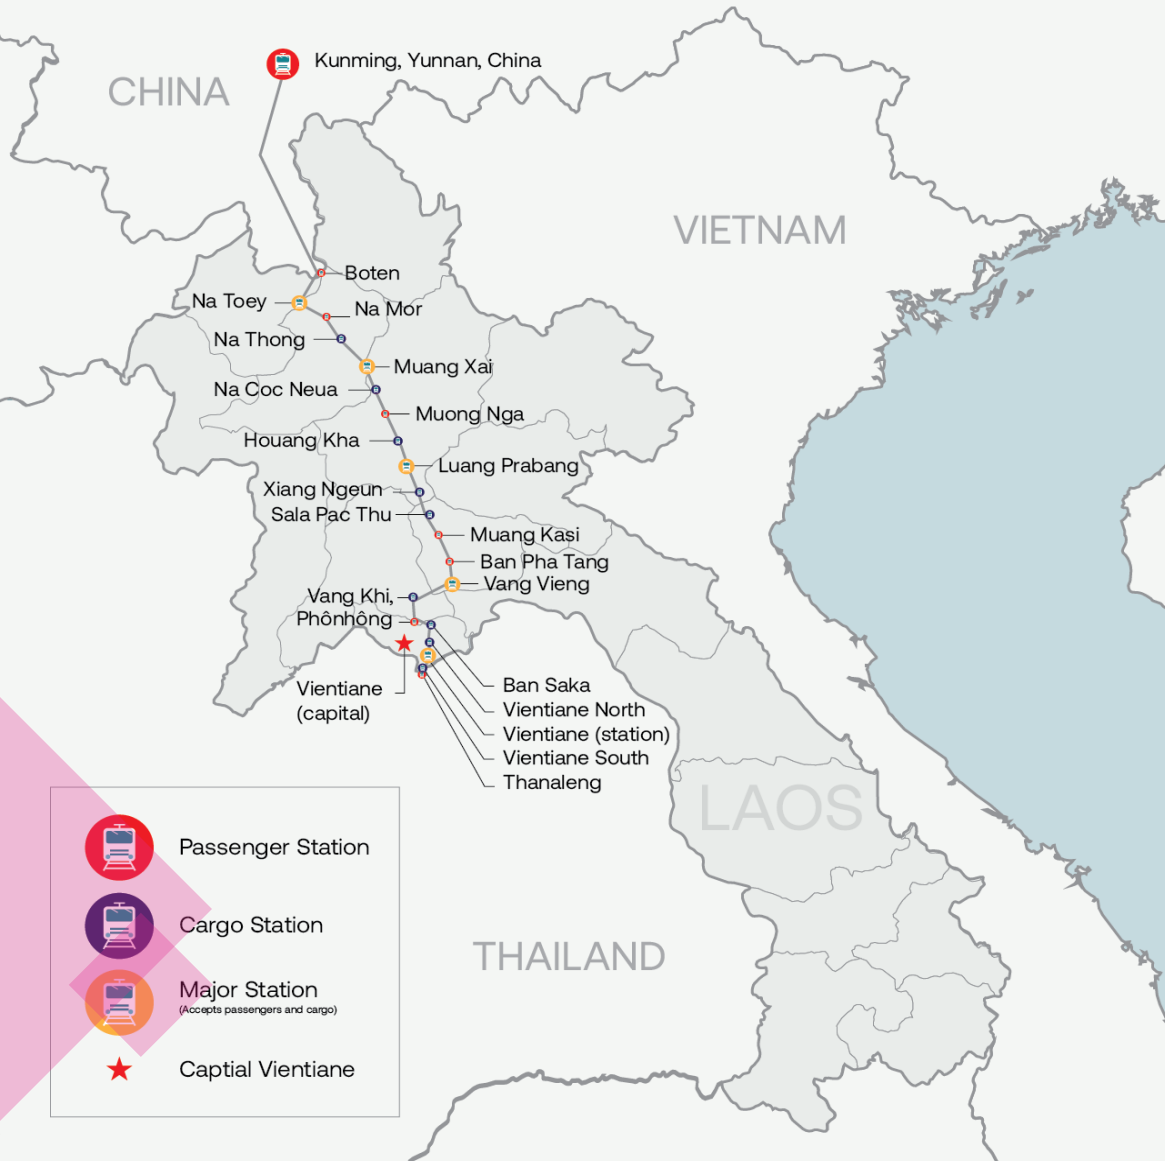 Kunming, Yunnan, China
CHINA
VIETNAM
Boten
Na Toey
Na Mor
Na Thong
Muang Xai
Na Coc Neua
Muong Nga
Houang Kha
Luang Prabang
Xiang Ngeun
Sala Pac Thu
Muang Kasi
Ban Pha Tang
Vang Vieng
Vang Khi,
Phônhông
Vientiane
(capital)
Ban Saka
Vientiane North
Vientiane (station)
Vientiane South
Thanaleng
LAOS
THAILAND
Passenger Station
Cargo Station
Major Station
(Accepts passengers and cargo)
Captial Vientiane